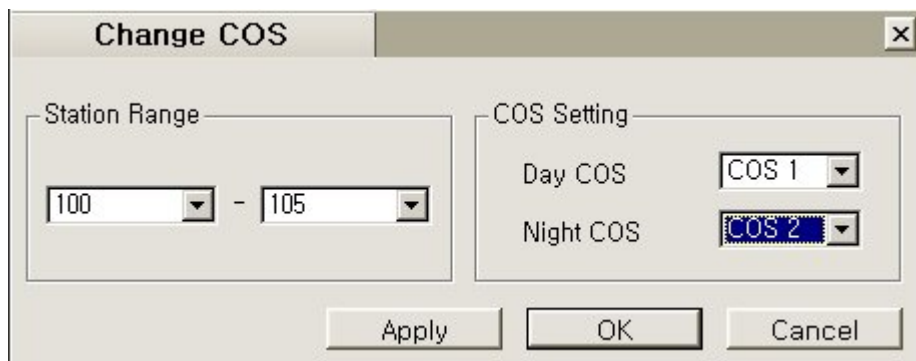 Change COS
Station Range
100 - 105
COS Setting
Day COS COS 1
Night COS COS 2
Apply OK Cancel